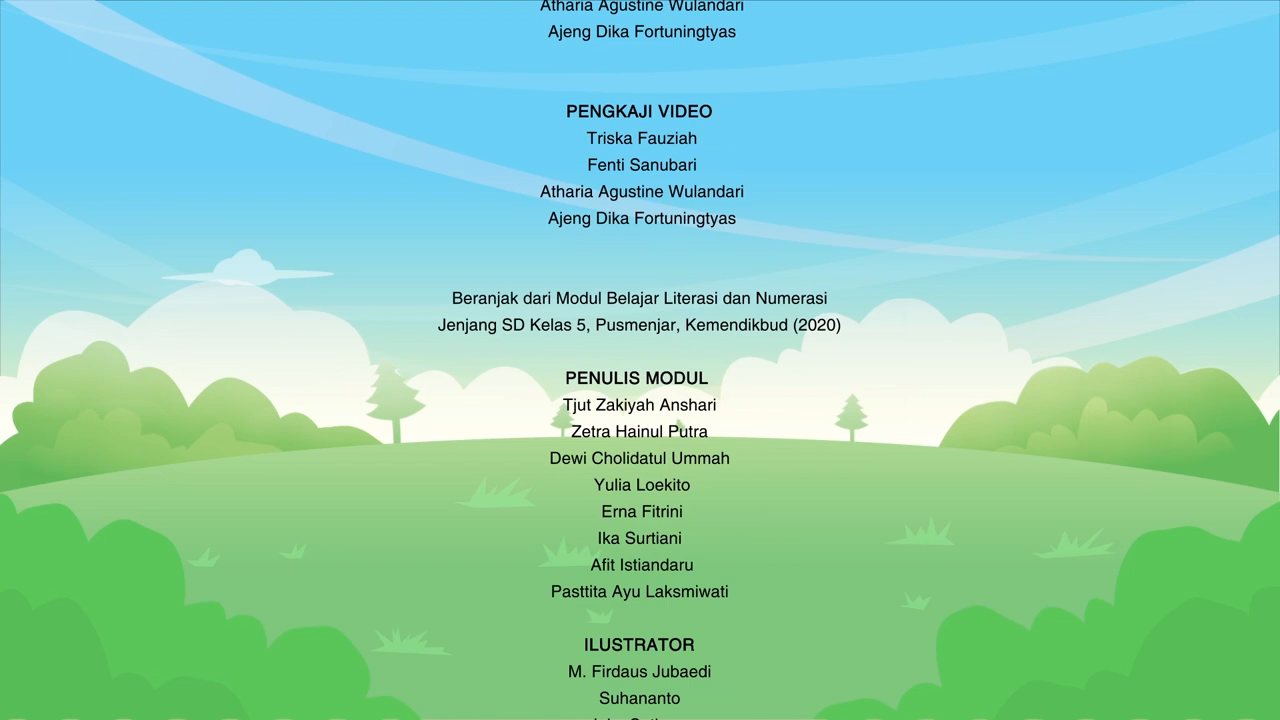 Atharia Agustine Wulandari
Ajeng Dika Fortuningtyas
PENGKAJI VIDEO
Triska Fauziah
Fenti Sanubari
Atharia Agustine Wulandari
Ajeng Dika Fortuningtyas
Beranjak dari Modul Belajar Literasi dan Numerasi
Jenjang SD Kelas 5, Pusmenjar, Kemendikbud (2020)
PENULIS MODUL
Tjut Zakiyah Anshari
Zetra Hainul Putra
Dewi Cholidatul Ummah
Yulia Loekito
Erna Fitrini
Ika Surtiani
Afit Istiandaru
Pasttita Ayu Laksmiwati
ILUSTRATOR
M. Firdaus Jubaedi
Suhananto